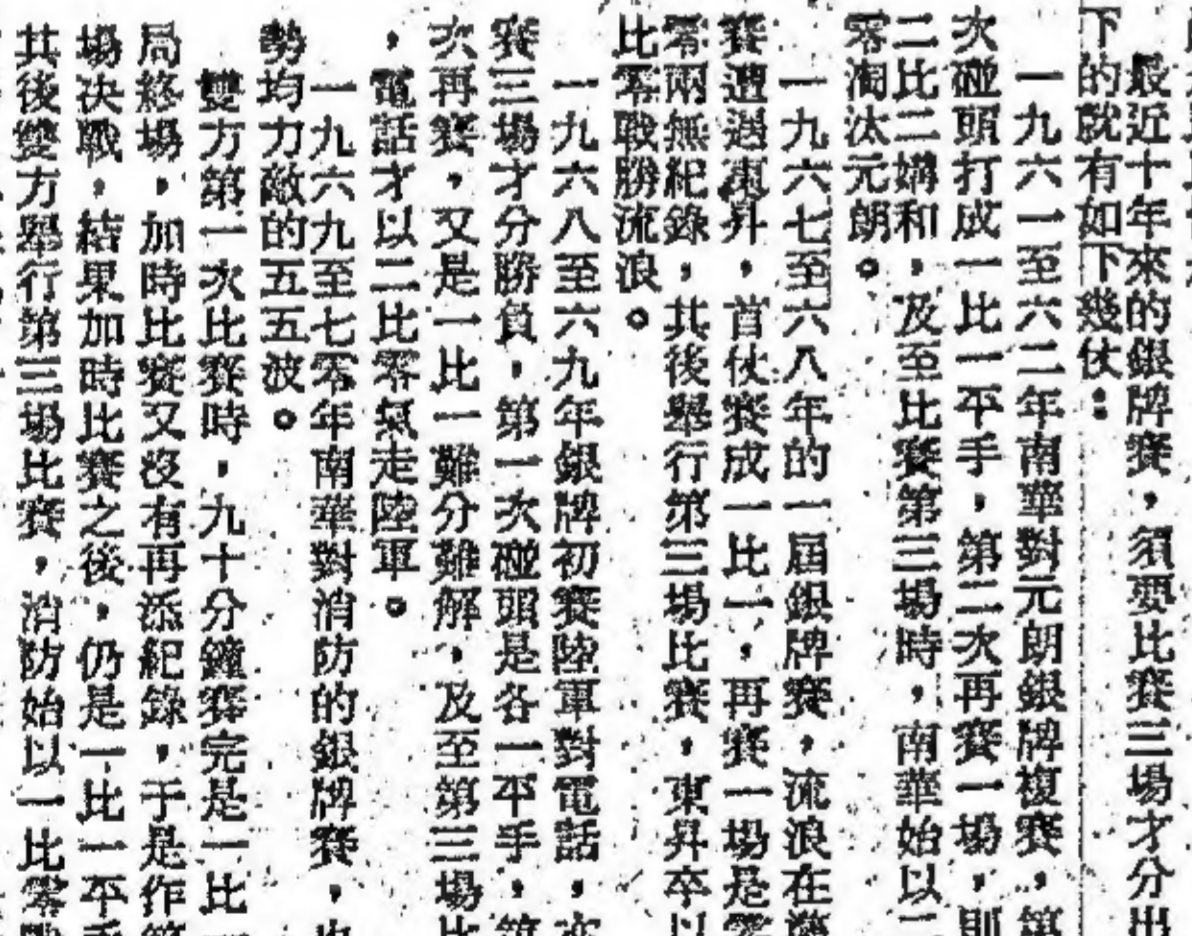 最近十年來的銀牌賽，須要比賽三場才分出
下的就有如下幾仗：
一九六一至六二年南華對元朗銀牌複賽，第
次碰頭打成一比一平手，第二次再賽一場，則
二比二媾和，及至比賽第三場時，南華始以二
零淘汰元朗。
一九六七至六八年的一屆銀牌賽，流浪在
賽遭遇東昇，首仗賽成一比一，再賽一場是零
零兩無紀錄，其後舉行第三場比賽，東昇卒以
比零戰勝流浪。
一九六八至六九年銀牌初賽陸軍對電話，亦
賽三場才分勝負，第一次碰頭是各一平手，第
次再賽，又是一比一難分難解，及至第三場比
，電話才以二比零氣走陸軍。
一九六九至七零年南華對消防的銀牌賽，也
勢均力敵的五五波。
雙方第一次比賽時，九十分鐘賽完是一比
局終場，加時比賽又沒有再添紀錄，于是作第
場決戰，結果加時比賽之後，仍是一比一平手
其後雙方舉行第三場比賽，消防始以一比零戰